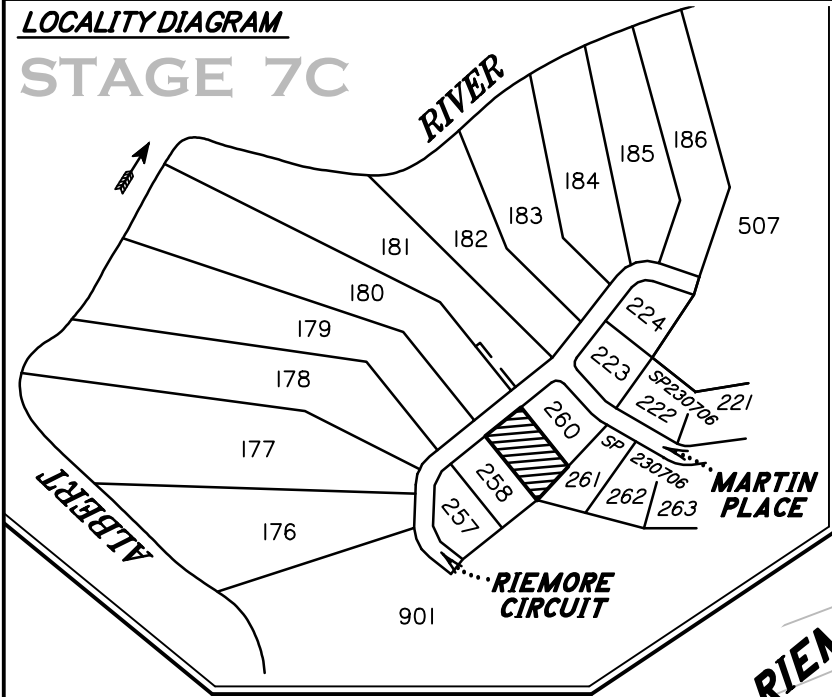 LOCALITY DIAGRAM
STAGE 7C
RIVER
186
185
184
507
183
182
181
180
224
179
223
SP230706
221
178
222
260
SP 230706
177
258
261
262
263
MARTIN
PLACE
257
ALBERT
176
RIEMORE
CIRCUIT
901
RIEM